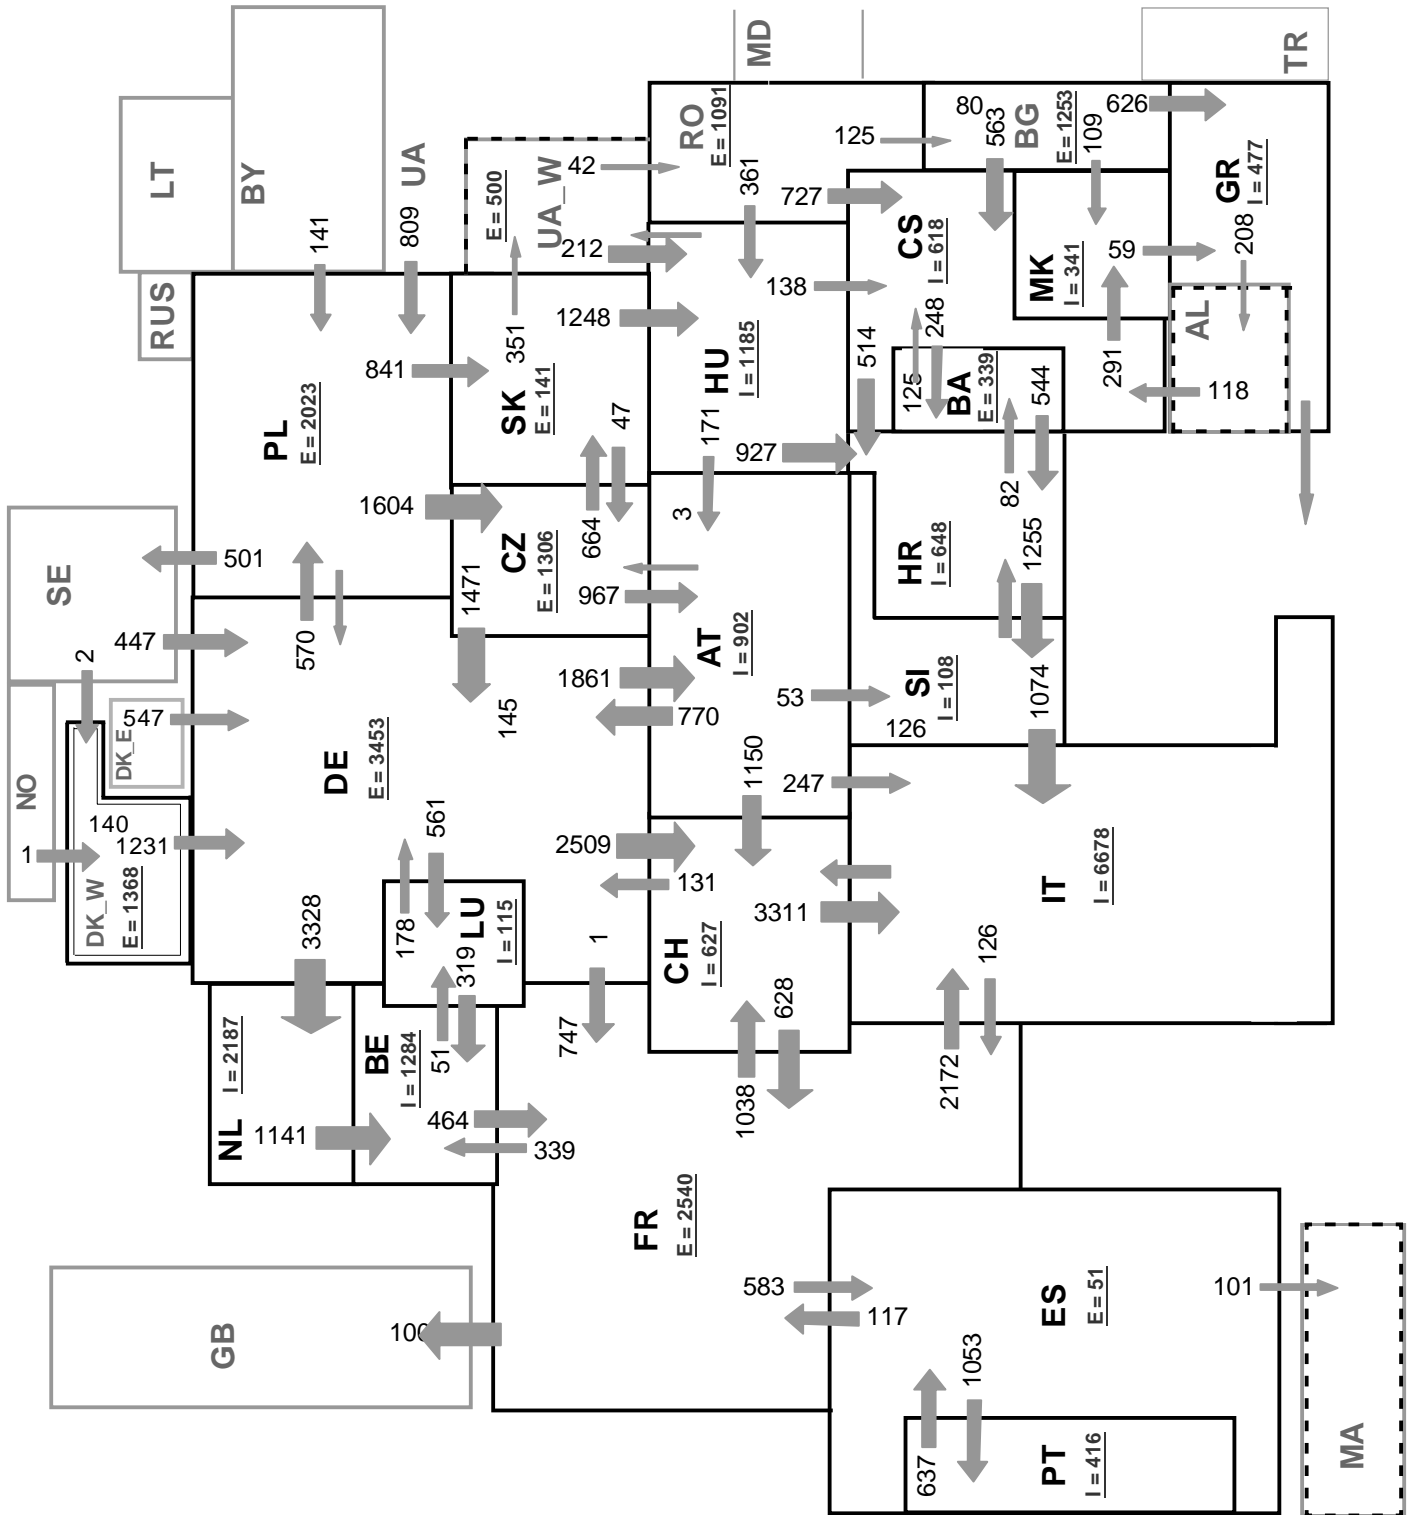 MD
TR
RO
E = 1091
80
BG
E = 1253
626
LT
BY
UA
125
563
109
42
UA_W
E = 500
361
727
CS
I = 618
GR
I = 477
208
141
809
212
MK
I = 341
59
138
RUS
1248
351
HU
I = 1185
248
514
AL
841
SK
E = 141
125
BA
E = 339
544
291
118
PL
E = 2023
47
171
927
1604
CZ
E = 1306
664
3
82
HR
I = 648
1255
SE
501
1471
967
447
570
2
AT
I = 902
SI
I = 108
1861
53
1074
547
145
770
126
DK_E
DE
E = 3453
NO
1150
247
140
561
1231
2509
1
DK_W
E = 1368
131
IT
I = 6678
3328
178
LU
I = 115
319
1
CH
I = 627
3311
126
I = 2187
BE
I = 1284
51
747
628
NL
1141
464
339
1038
2172
FR
E = 2540
583
ES
E = 51
101
GB
117
1053
637
PT
I = 416
MA